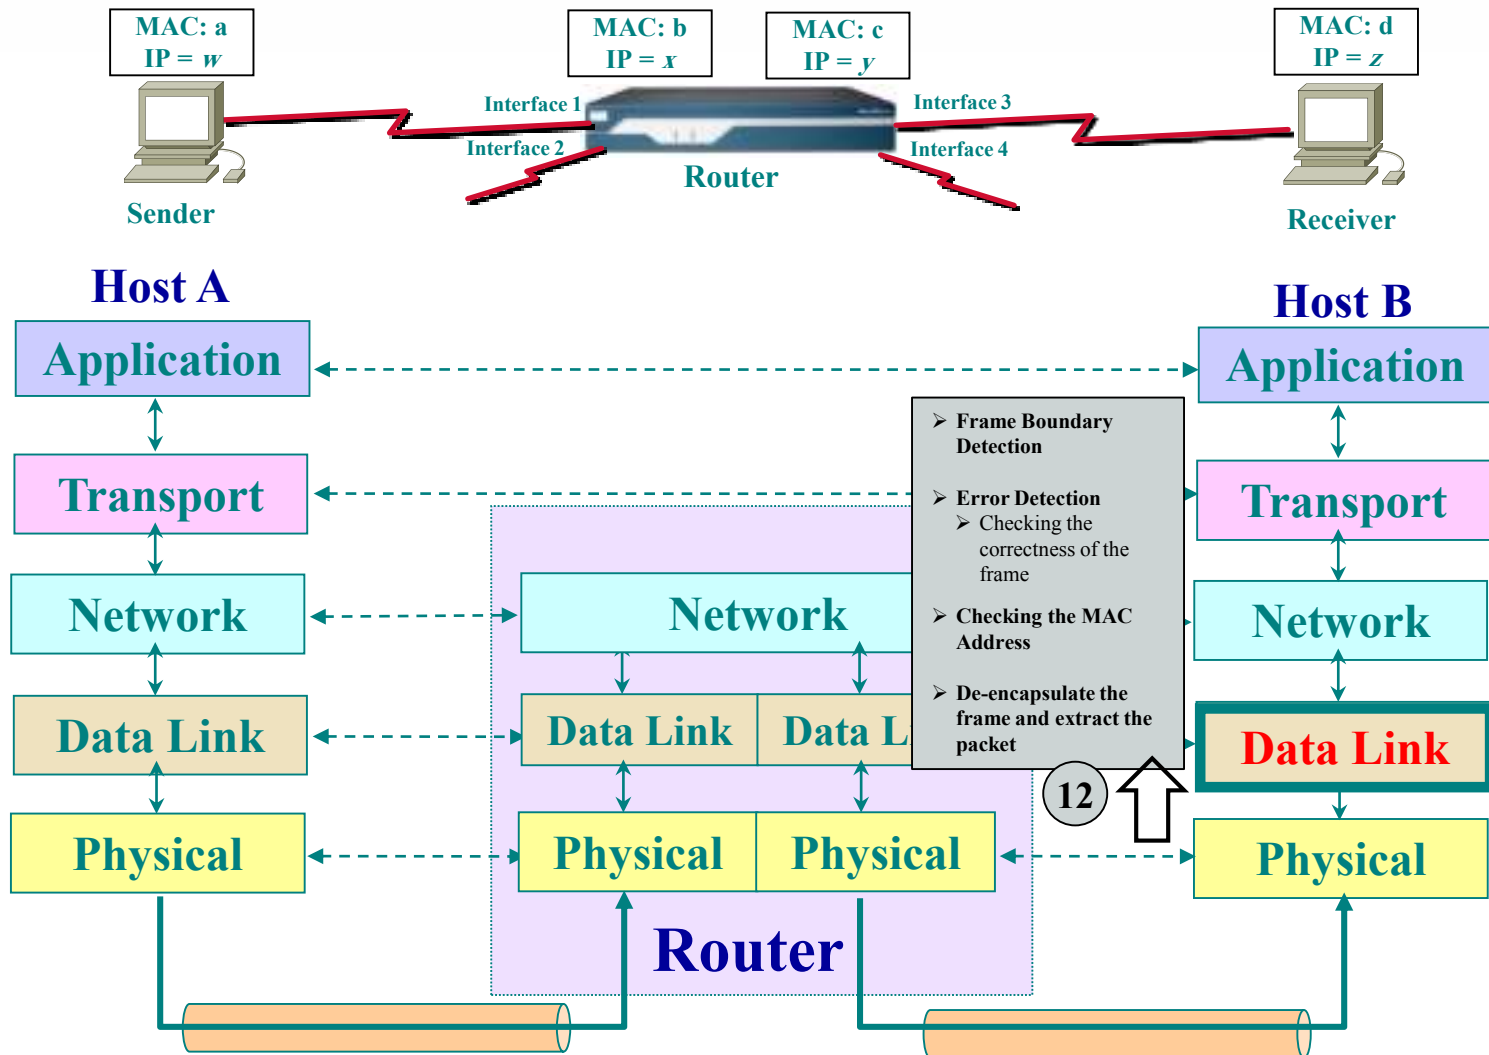 MAC: a
IP = w
MAC: b
IP = x
MAC: c
IP = y
MAC: d
IP = z
Interface 1
Interface 2
Interface 3
Interface 4
Router
Sender
Receiver
Host A
Host B
Application
Application
Transport
Transport
Network
Network
Network
Data Link
Data Link
Data L
Data Link
Physical
Physical
Physical
Physical
Router
➢ Frame Boundary
Detection
➢ Error Detection
➢ Checking the
correctness of the
frame
➢ Checking the MAC
Address
➢ De-encapsulate the
frame and extract the
packet
12